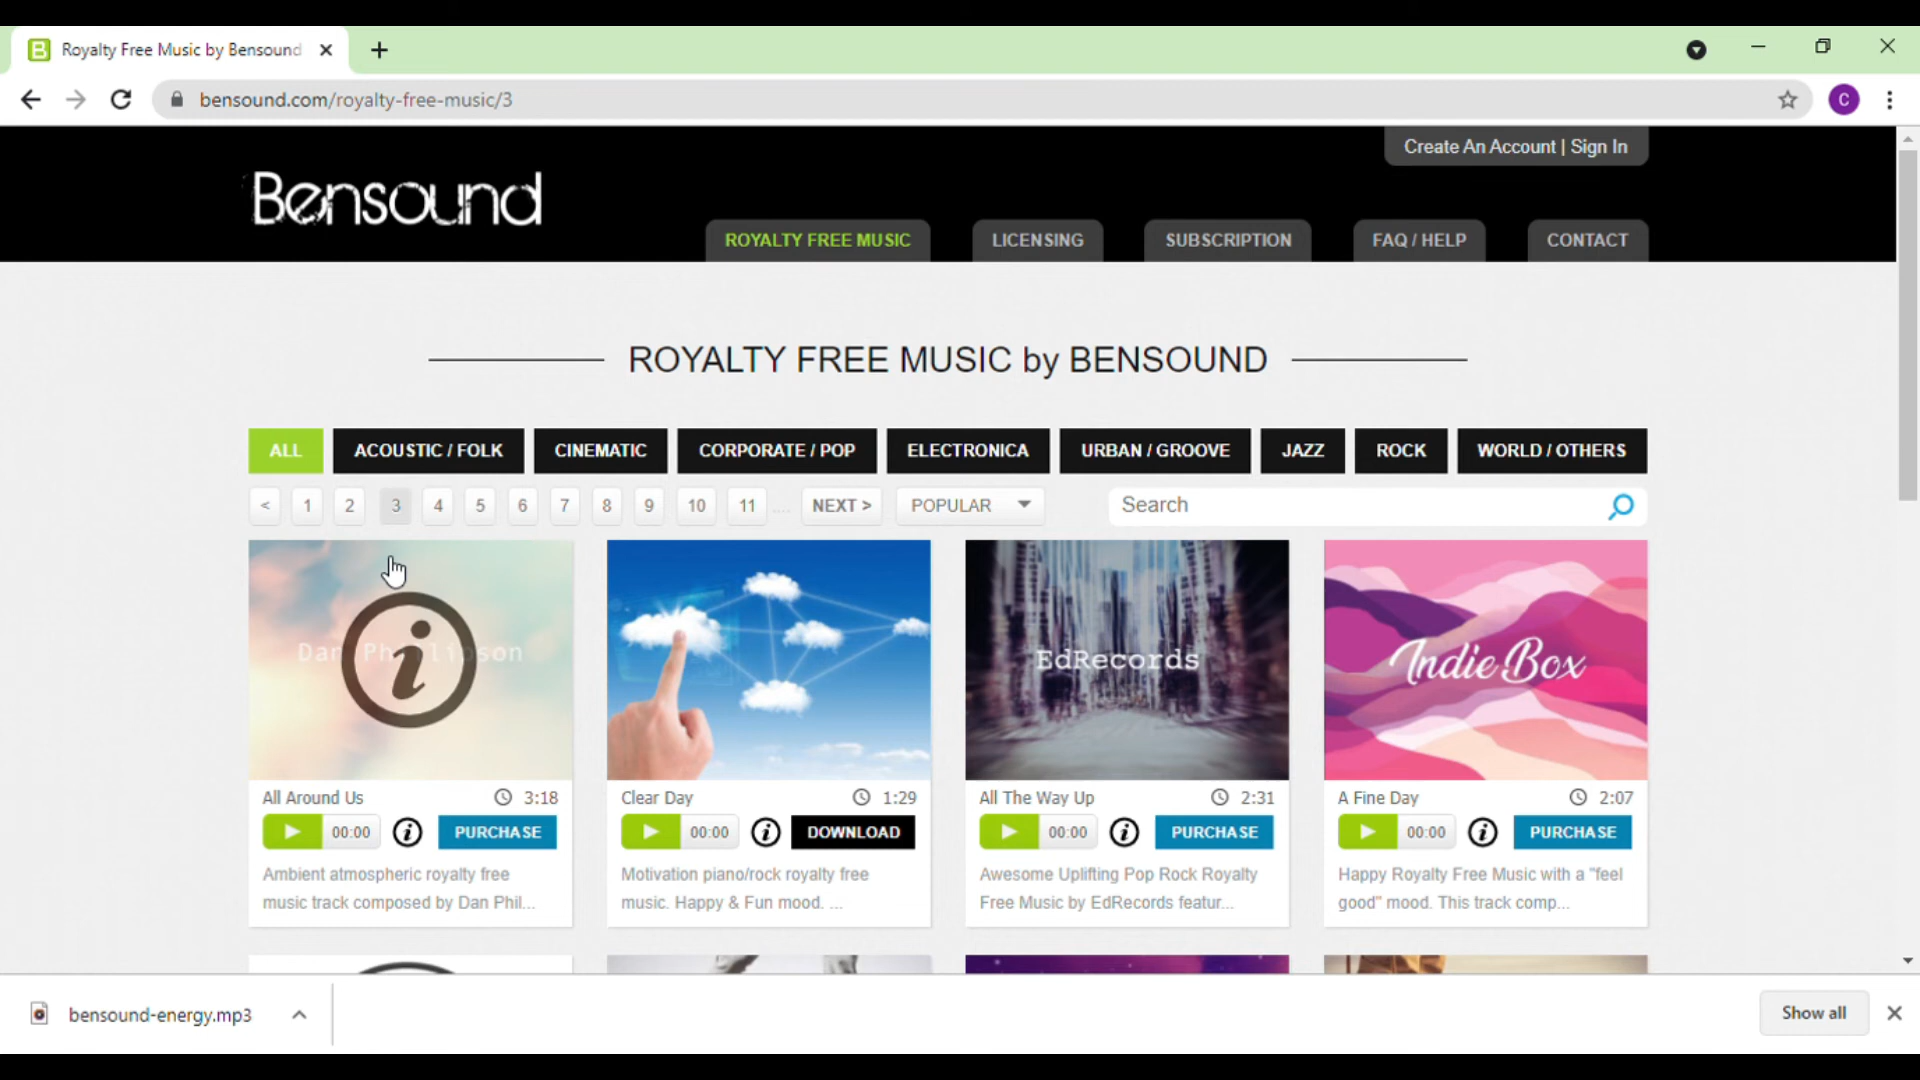 Royalty Free Music by Bensound
bensound.com/royalty-free-music/3
C
Create An Account | Sign In
Bensound
ROYALTY FREE MUSIC LICENSING SUBSCRIPTION FAQ / HELP CONTACT
ROYALTY FREE MUSIC by BENSOUND
ALL ACOUSTIC / FOLK CINEMATIC CORPORATE / POP ELECTRONICA URBAN / GROOVE JAZZ ROCK WORLD / OTHERS
< 1 2 3 4 5 6 7 8 9 10 11 .... NEXT > POPULAR Search
EdRecords
Indie Box
All Around Us 3:18
00:00 PURCHASE
Ambient atmospheric royalty free
music track composed by Dan Phil...
Clear Day 1:29
00:00 DOWNLOAD
Motivation piano/rock royalty free
music. Happy & Fun mood. ...
All The Way Up 2:31
00:00 PURCHASE
Awesome Uplifting Pop Rock Royalty
Free Music by EdRecords featur...
A Fine Day 2:07
00:00 PURCHASE
Happy Royalty Free Music with a "feel
good" mood. This track comp...
bensound-energy.mp3
Show all